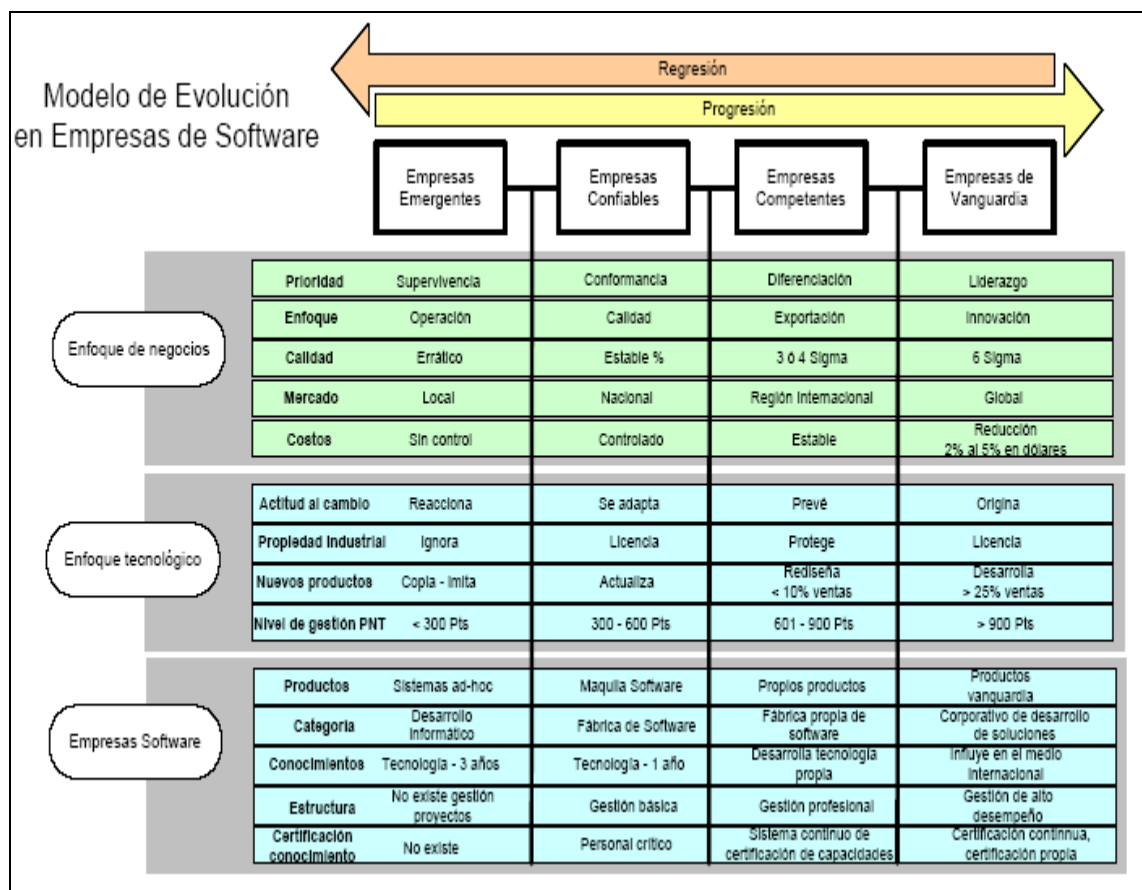 Modelo de Evolución
en Empresas de Software
Regresión
Progresión
Empresas
Emergentes
Empresas
Confiables
Empresas
Competentes
Empresas de
Vanguardia
Enfoque de negocios
Prioridad Supervivencia Conformancia Diferenciación Liderazgo
Enfoque Operación Calidad Exportación Innovación
Calidad Errático Estable % 3 ó 4 Sigma 6 Sigma
Mercado Local Nacional Región Internacional Global
Costos Sin control Controlado Estable Reducción
2% al 5% en dólares
Enfoque tecnológico
Actitud al cambio Reacciona Se adapta Prevé Origina
Propiedad Industrial Ignora Licencia Protege Licencia
Nuevos productos Copia - imita Actualiza Rediseña Desarrolla
< 10% ventas > 25% ventas
Nivel de gestión PNT < 300 Pts 300 - 600 Pts 601 - 900 Pts > 900 Pts
Empresas Software
Productos Sistemas ad-hoc Maquila Software Propios productos Productos
vanguardia
Categoría Desarrollo Fábrica de Software Fábrica propia de Corporativo de desarrollo
Informático software de soluciones
Conocimientos Tecnología - 3 años Tecnología - 1 año Desarrolla tecnología Influye en el medio
propia Internacional
Estructura No existe gestión Gestión básica Gestión profesional Gestión de alto
proyectos desempeño
Certificación No existe Personal crítico Sistema continuo de Certificación continnua,
conocimiento certificación de capacidades certificación propia